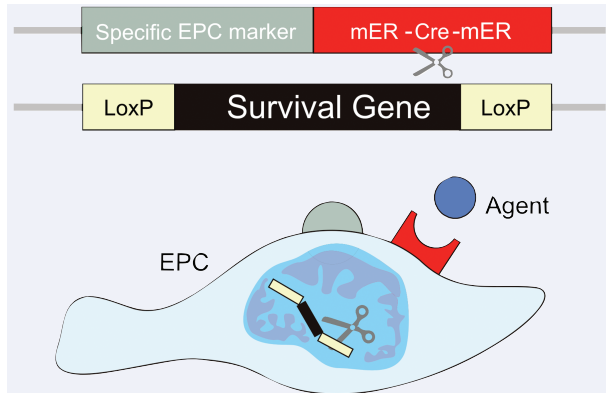 Specific EPC marker
mER -Cre-mER
LoxP
Survival Gene
LoxP
Agent
EPC